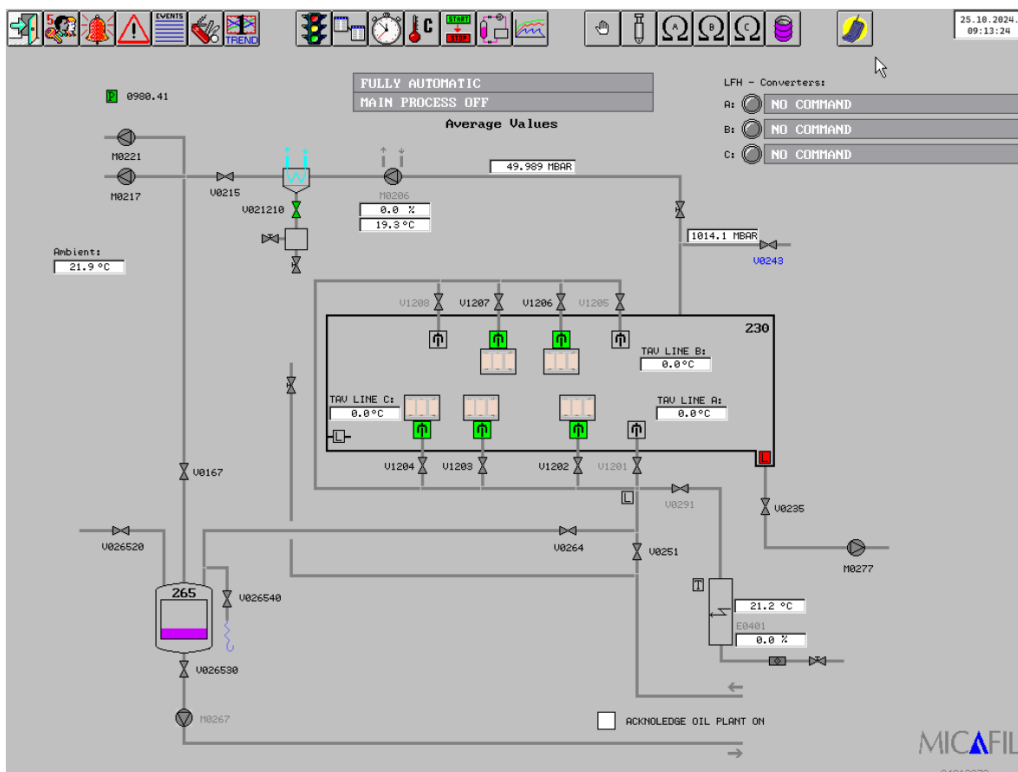 EVENTS
5
TREND
C
START
STOP
A
B
C
25.10.2024.
09:13:24
FULLY AUTOMATIC
MAIN PROCESS OFF
Average Values
LFH - Converters:
A: NO COMMAND
B: NO COMMAND
C: NO COMMAND
P 0980.41
M0221
M0217
V0215
V021210
M0206
0.0 %
19.3°C
49.989 MBAR
1014.1 MBAR
V0243
Ambient:
21.9°C
V1208
V1207
V1206
V1205
230
TAV LINE B:
0.0°C
TAV LINE C:
0.0°C
TAV LINE A:
0.0°C
L
L
V1204
V1203
V1202
V1201
L
V0291
V0167
V0235
V026520
V0264
V0251
M0277
265
V026540
T
21.2 °C
E0401
0.0 %
V026530
M0267
ACKNOLEDGE OIL PLANT ON
MICAFIL